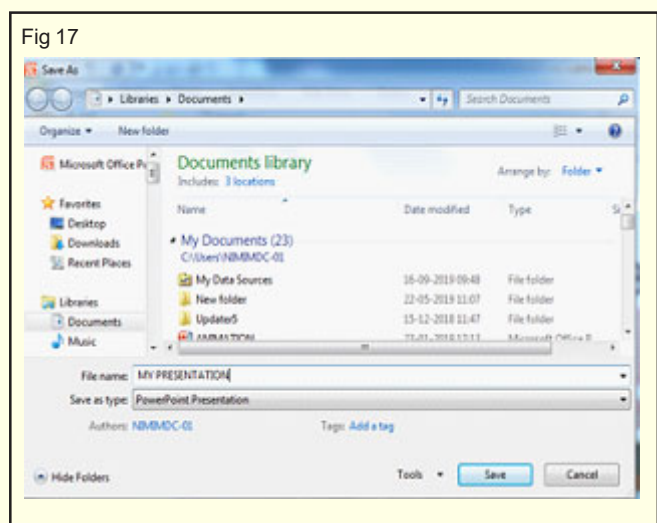 Fig 17
Save As
Libraries Documents
Search Documents
Organize New folder
Microsoft Office Po
Documents library
Includes: 3 locations
Arrange by: Folder
Favorites
Desktop
Downloads
Recent Places
Libraries
Documents
Music
Name Date modified Type
My Documents (23)
C:\Users\NIMIMDC-01
My Data Sources 16-09-2019 09:48 File folder
New folder 22-05-2019 11:07 File folder
Updater5 15-12-2018 11:47 File folder
File name: MY PRESENTATION
Save as type: PowerPoint Presentation
Authors: NIMIMDC-01 Tags: Add a tag
Hide Folders Tools Save Cancel